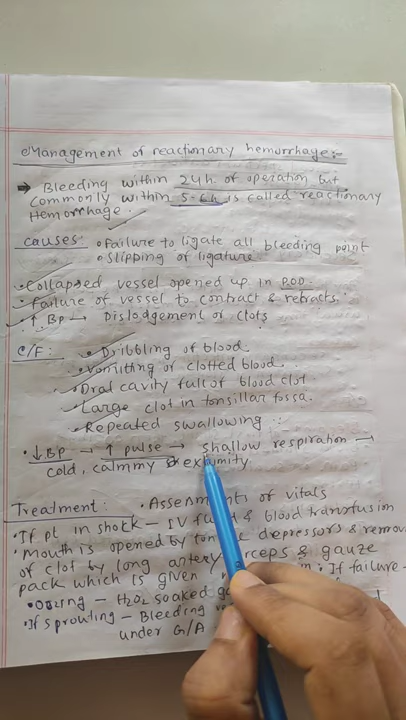 Management of reactionary hemorrhage:-
→ Bleeding within 24h. of operation but
commonly within 5-6h is called reactionary
Hemorrhage.
Causes: • Failure to ligate all bleeding point
• Slipping of ligature
• Collapsed vessel opened up in P.O.D.
• Failure of vessel to contract & retracts.
• ↑ BP → Dislodgement of clots
C/F: • Dribbling of blood
• Vomitting of clotted blood.
• Oral cavity full of blood clot
• Large clot in tonsillar fossa.
• Repeated swallowing :-
• ↓BP → ↑ pulse → shallow respiration →
cold, calmmy extimity
Treatment: • Assesments of vitals
• If pt in shock - IV fluid & blood transfusion
• Mouth is opened by depressors & remov
of clot by long artery forceps & gauze
pack which is given • If failure -
• Oozing - H2O2 soaked
• If sprouting - Bleeding
under G/A